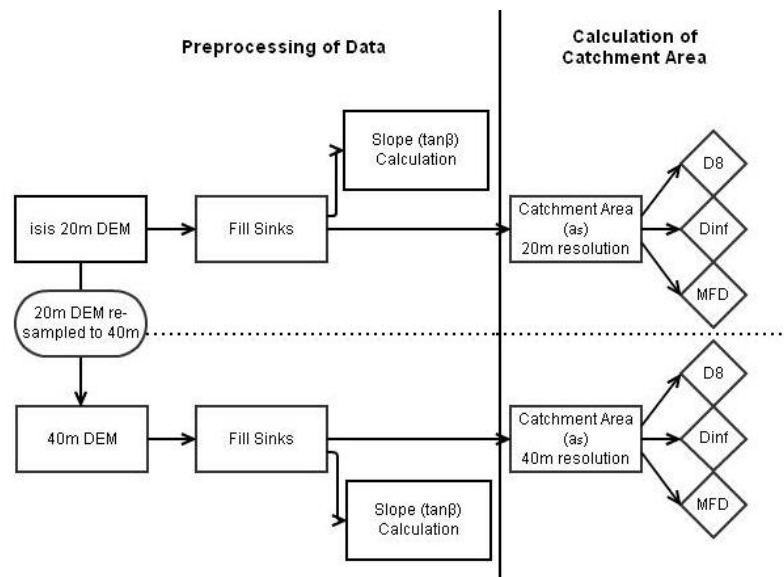 Preprocessing of Data
Calculation of
Catchment Area
Slope (tanβ)
Calculation
isis 20m DEM
Fill Sinks
Catchment Area
(as)
20m resolution
D8
Dinf
MFD
20m DEM re-
sampled to 40m
40m DEM
Fill Sinks
Catchment Area
(as)
40m resolution
D8
Dinf
MFD
Slope (tanβ)
Calculation